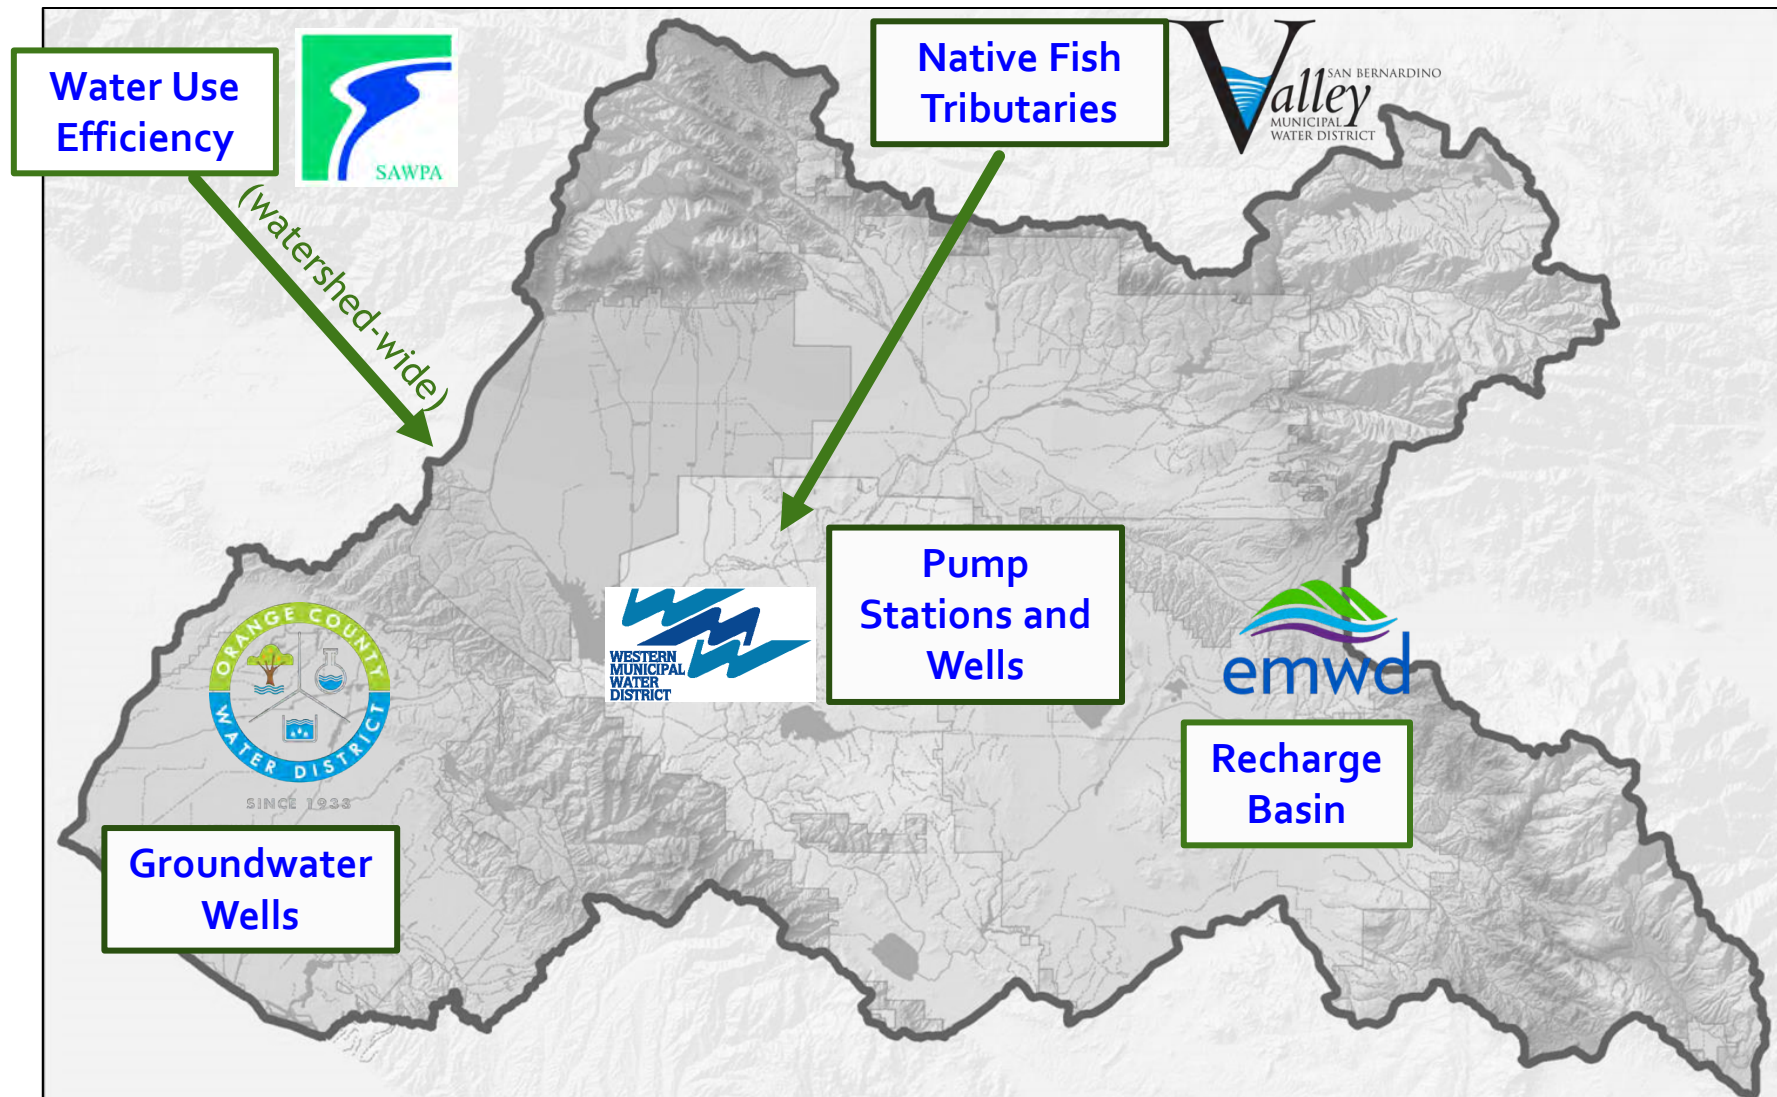 Water Use
Efficiency
SAWPA
(watershed-wide)
Native Fish
Tributaries
Valley
SAN BERNARDINO
MUNICIPAL
WATER DISTRICT
Pump
Stations and
Wells
WESTERN
MUNICIPAL
WATER
DISTRICT
emwd
Recharge
Basin
ORANGE COUNTY
WATER DISTRICT
SINCE 1933
Groundwater
Wells